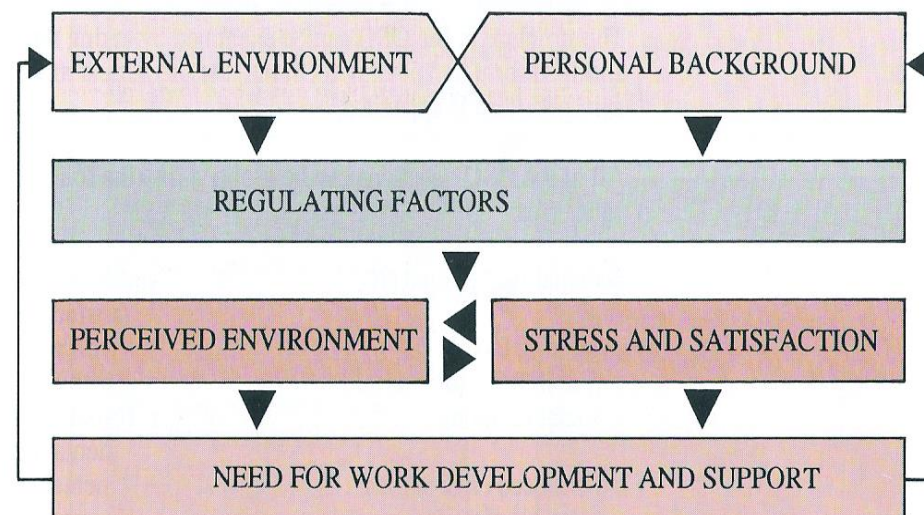 EXTERNAL ENVIRONMENT
PERSONAL BACKGROUND
REGULATING FACTORS
PERCEIVED ENVIRONMENT
STRESS AND SATISFACTION
NEED FOR WORK DEVELOPMENT AND SUPPORT